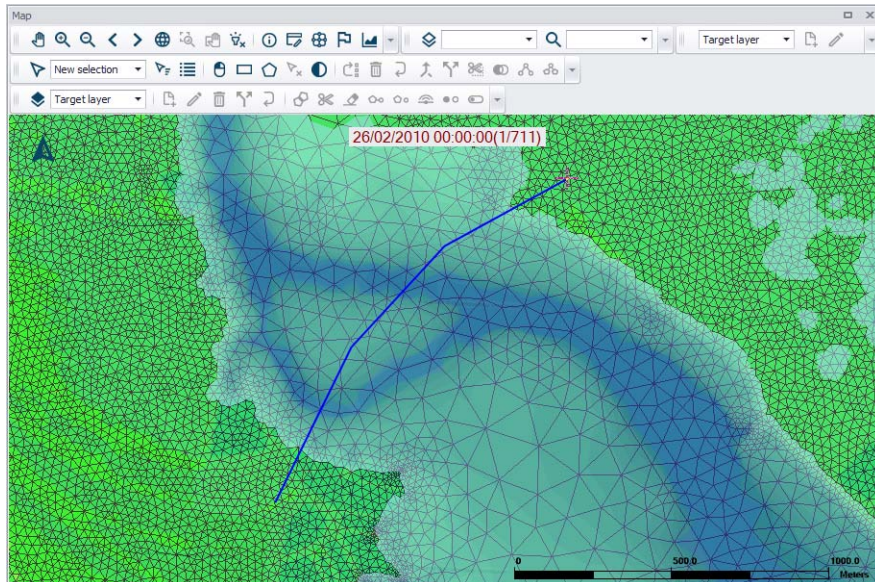 Map
Target layer
New selection
Target layer
26/02/2010 00:00:00(1/711)
0 500.0 1000.0
Meters